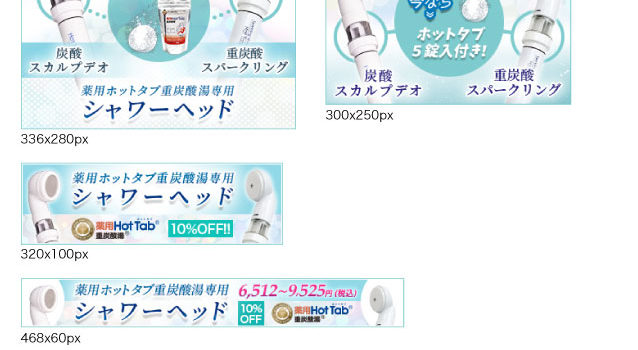 炭酸
スカルプデオ
重炭酸
スパークリング
薬用ホットタブ重炭酸湯専用
シャワーヘッド
336x280px
今なら
ホットタブ
5錠入付き!
炭酸
スカルプデオ
重炭酸
スパークリング
300x250px
薬用ホットタブ重炭酸湯専用
シャワーヘッド
薬用HotTab®
重炭酸湯
10%OFF!!
320x100px
薬用ホットタブ重炭酸湯専用
シャワーヘッド
6,512~9,525円(税込)
10%
OFF
薬用HotTab®
重炭酸湯
468x60px